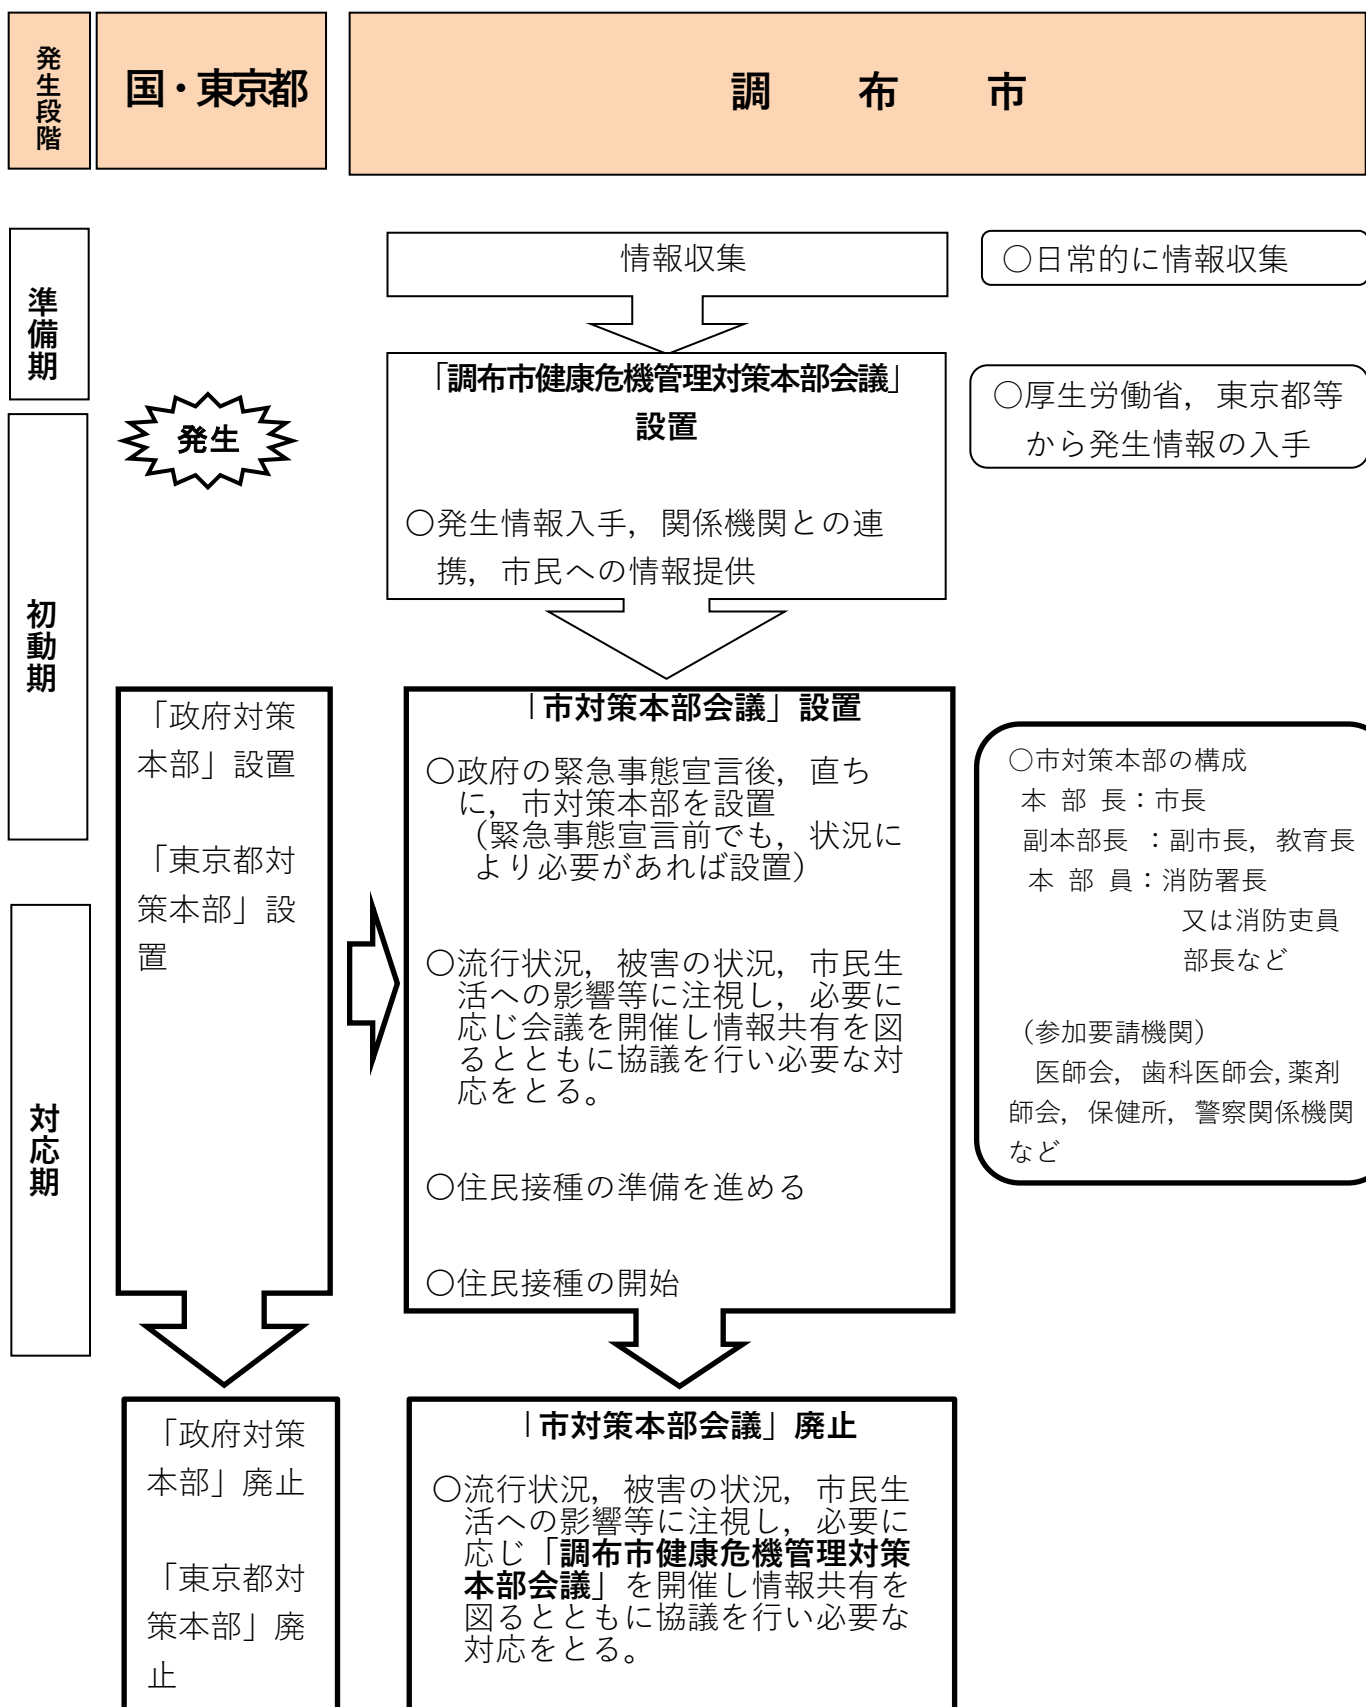 発生段階
国・東京都
調布市
準備期
情報収集
○日常的に情報収集
「調布市健康危機管理対策本部会議」
設置
○発生情報入手，関係機関との連
携，市民への情報提供
○厚生労働省，東京都等
から発生情報の入手
発生
初動期
「政府対策
本部」設置
「東京都対
策本部」設
置
「市対策本部会議」設置
○政府の緊急事態宣言後，直ち
に，市対策本部を設置
（緊急事態宣言前でも，状況に
より必要があれば設置）
○流行状況，被害の状況，市民生
活への影響等に注視し，必要に
応じ会議を開催し情報共有を図
るとともに協議を行い必要な対
応をとる。
○住民接種の準備を進める
○住民接種の開始
○市対策本部の構成
本 部 長：市長
副本部長 ：副市長，教育長
本 部 員：消防署長
又は消防吏員
部長など
（参加要請機関）
医師会，歯科医師会,薬剤
師会，保健所，警察関係機関
など
対応期
「政府対策
本部」廃止
「東京都対
策本部」廃
止
「市対策本部会議」廃止
○流行状況，被害の状況，市民生
活への影響等に注視し，必要に
応じ「調布市健康危機管理対策
本部会議」を開催し情報共有を
図るとともに協議を行い必要な
対応をとる。